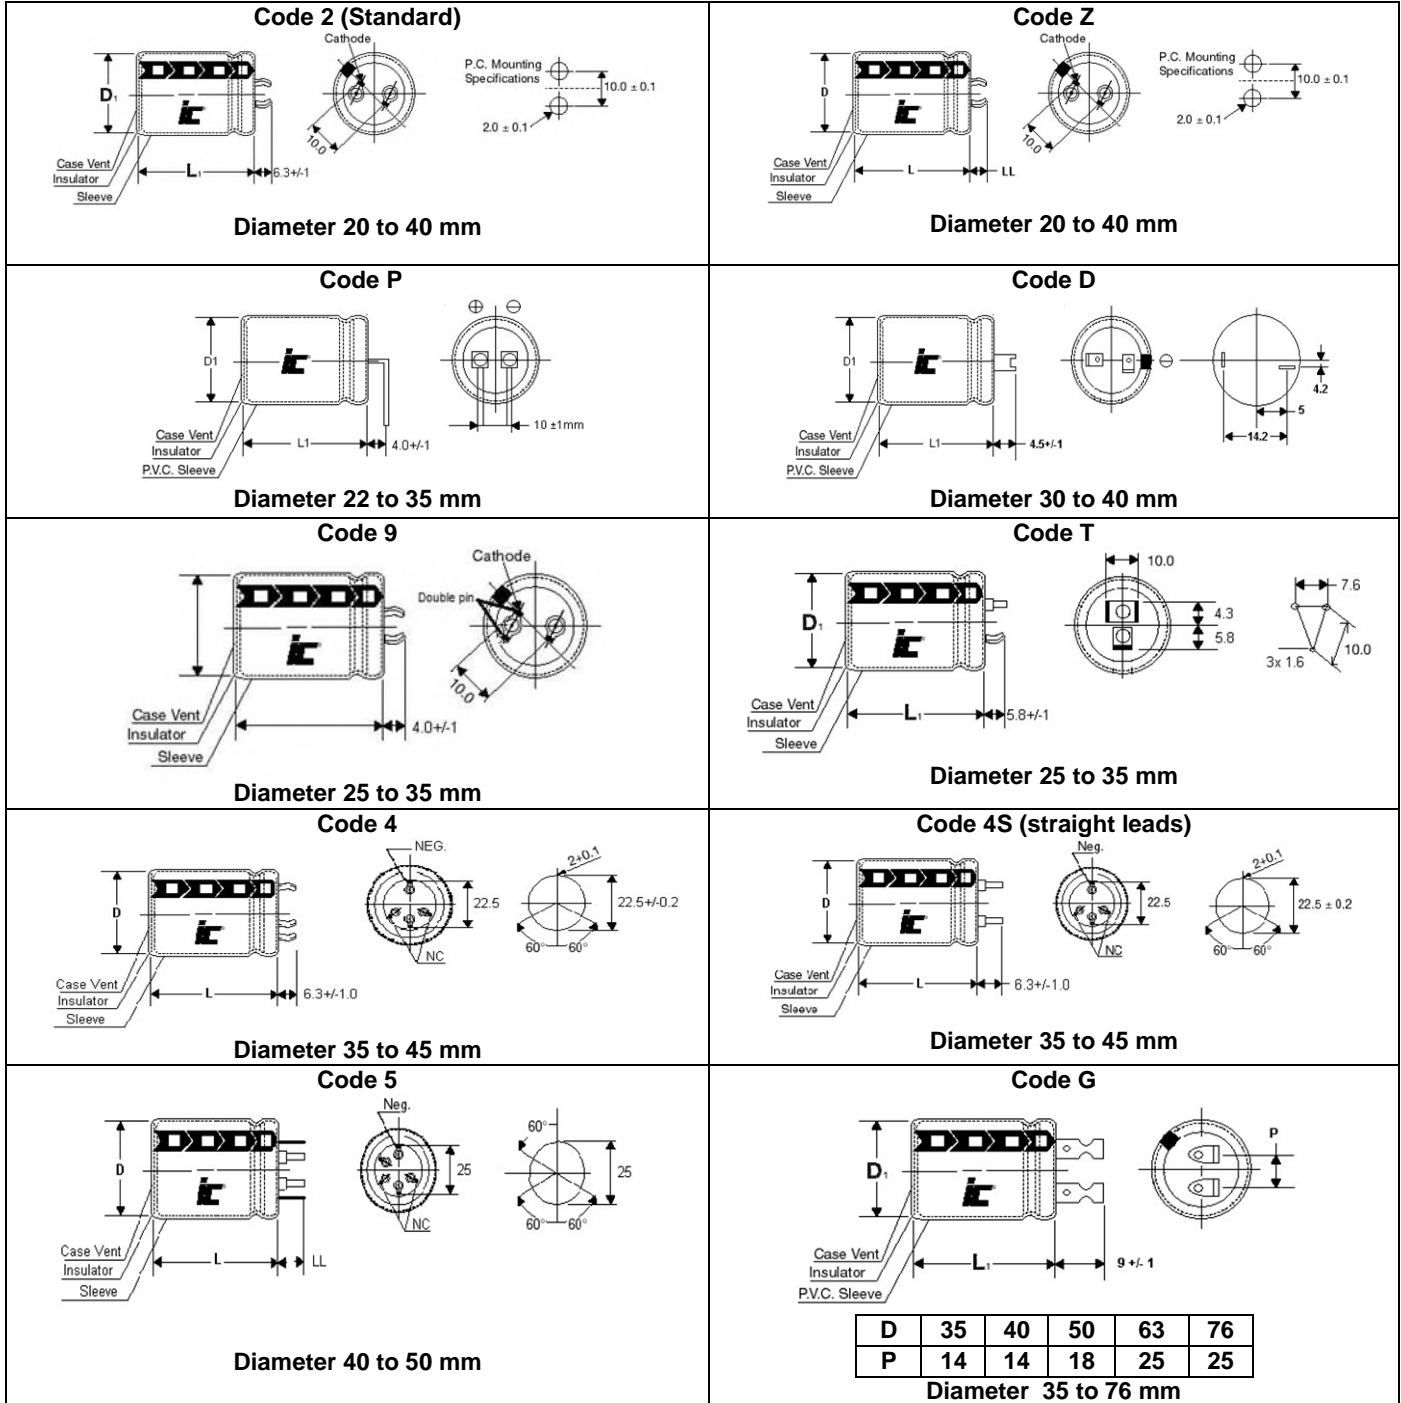 Code 2 (Standard)
Cathode
P.C. Mounting
Specifications
10.0 ± 0.1
2.0 ± 0.1
D1
ic
10.0
Case Vent
Insulator
Sleeve
L1
6.3+/-1
Diameter 20 to 40 mm
Code Z
Cathode
P.C. Mounting
Specifications
10.0 ± 0.1
2.0 ± 0.1
D
ic
10.0
Case Vent
Insulator
Sleeve
L
LL
Diameter 20 to 40 mm
Code P
D1
ic
Case Vent
Insulator
P.V.C. Sleeve
L1
4.0+/-1
10 ±1mm
Diameter 22 to 35 mm
Code D
D1
ic
4.2
5
14.2
Case Vent
Insulator
P.V.C. Sleeve
L1
4.5+/-1
Diameter 30 to 40 mm
Code 9
Cathode
Double pin
ic
10.0
Case Vent
Insulator
Sleeve
4.0+/-1
Diameter 25 to 35 mm
Code T
10.0
7.6
D1
4.3
5.8
ic
3x 1.6
10.0
Case Vent
Insulator
Sleeve
L1
5.8+/-1
Diameter 25 to 35 mm
Code 4
NEG.
2+0.1
D
22.5
22.5+/-0.2
ic
60° 60°
NC
Case Vent
Insulator
Sleeve
L
6.3+/-1.0
Diameter 35 to 45 mm
Code 4S (straight leads)
Neg.
2+0.1
D
22.5
22.5 ± 0.2
ic
60° 60°
NC
Case Vent
Insulator
Sleeve
L
6.3+/-1.0
Diameter 35 to 45 mm
Code 5
Neg.
60°
D
25
25
ic
60° 60°
NC
Case Vent
Insulator
Sleeve
L
LL
Diameter 40 to 50 mm
Code G
P
D1
ic
Case Vent
Insulator
P.V.C. Sleeve
L1
9 +/- 1
D 35 40 50 63 76
P 14 14 18 25 25
Diameter 35 to 76 mm